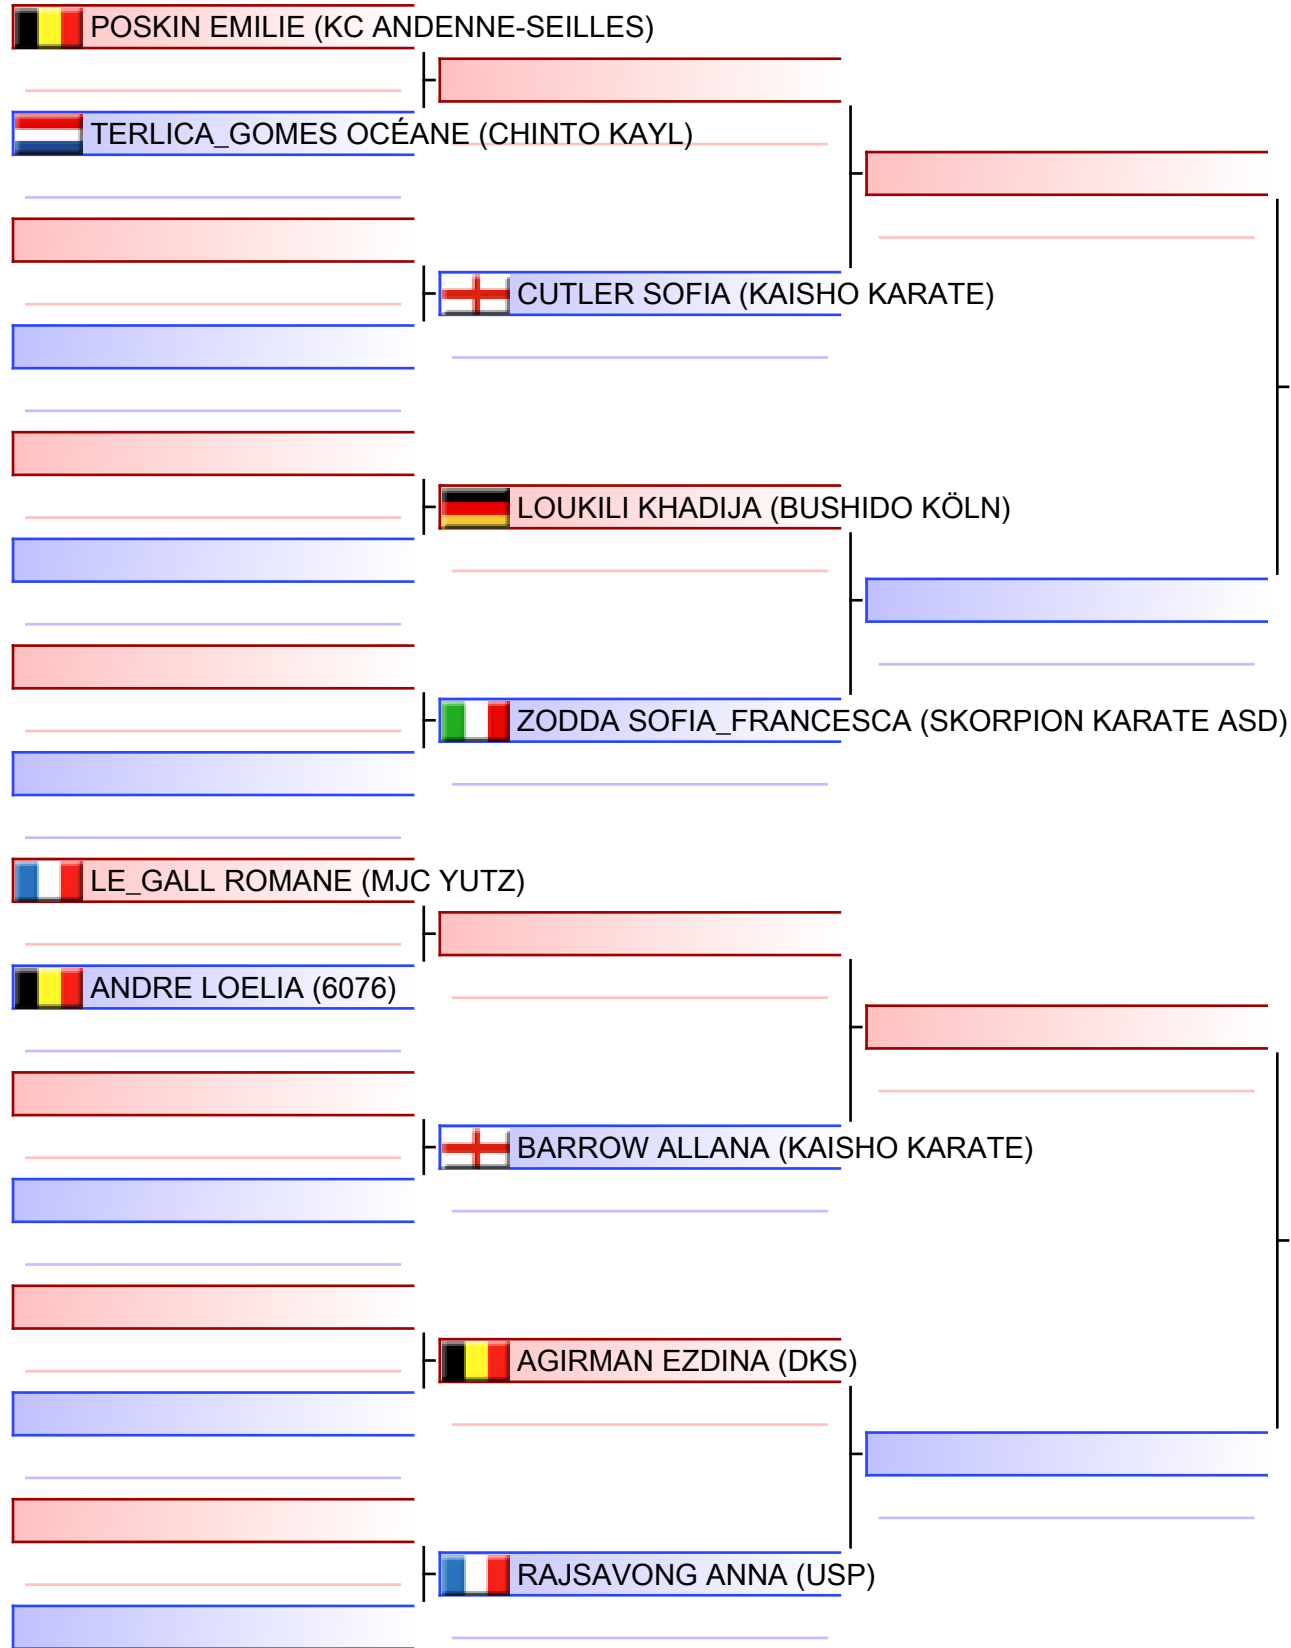 POSKIN EMILIE (KC ANDENNE-SEILLES)
TERLICA_GOMES OCÉANE (CHINTO KAYL)
CUTLER SOFIA (KAISHO KARATE)
LOUKILI KHADIJA (BUSHIDO KÖLN)
ZODDA SOFIA_FRANCESCA (SKORPION KARATE ASD)
LE_GALL ROMANE (MJC YUTZ)
ANDRE LOELIA (6076)
BARROW ALLANA (KAISHO KARATE)
AGIRMAN EZDINA (DKS)
RAJSAVONG ANNA (USP)